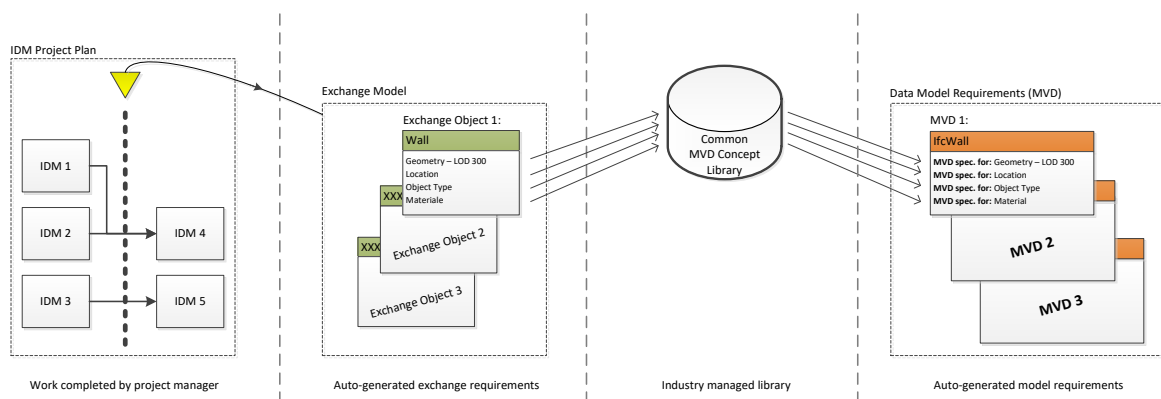 IDM Project Plan
IDM 1
IDM 2
IDM 3
IDM 4
IDM 5
Work completed by project manager
Exchange Model
Exchange Object 1:
Wall
Geometry – LOD 300
Location
Object Type
Materiale
XXX
Exchange Object 2
XXX
Exchange Object 3
Auto-generated exchange requirements
Common
MVD Concept
Library
Industry managed library
Data Model Requirements (MVD)
MVD 1:
IfcWall
MVD spec. for: Geometry – LOD 300
MVD spec. for: Location
MVD spec. for: Object Type
MVD spec. for: Material
MVD 2
MVD 3
Auto-generated model requirements